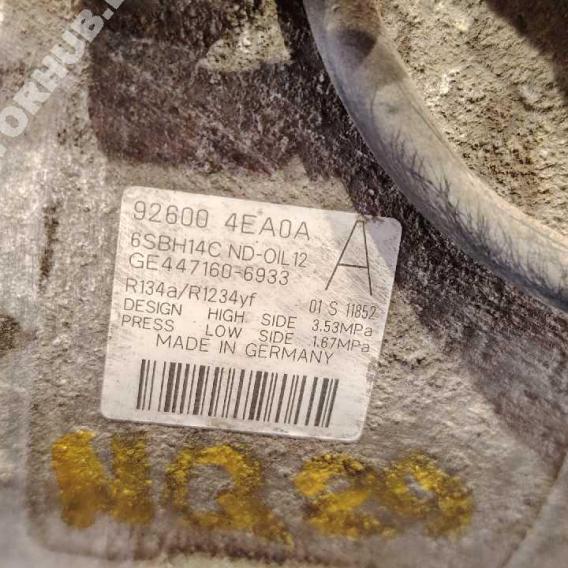 TORHUB.
92600 4EA0A
A
6SBH14C ND-OIL12
GE447160-6933
R134a/R1234yf 01 S 11852
DESIGN HIGH SIDE 3.53MPa
PRESS LOW SIDE 1.67MPa
MADE IN GERMANY